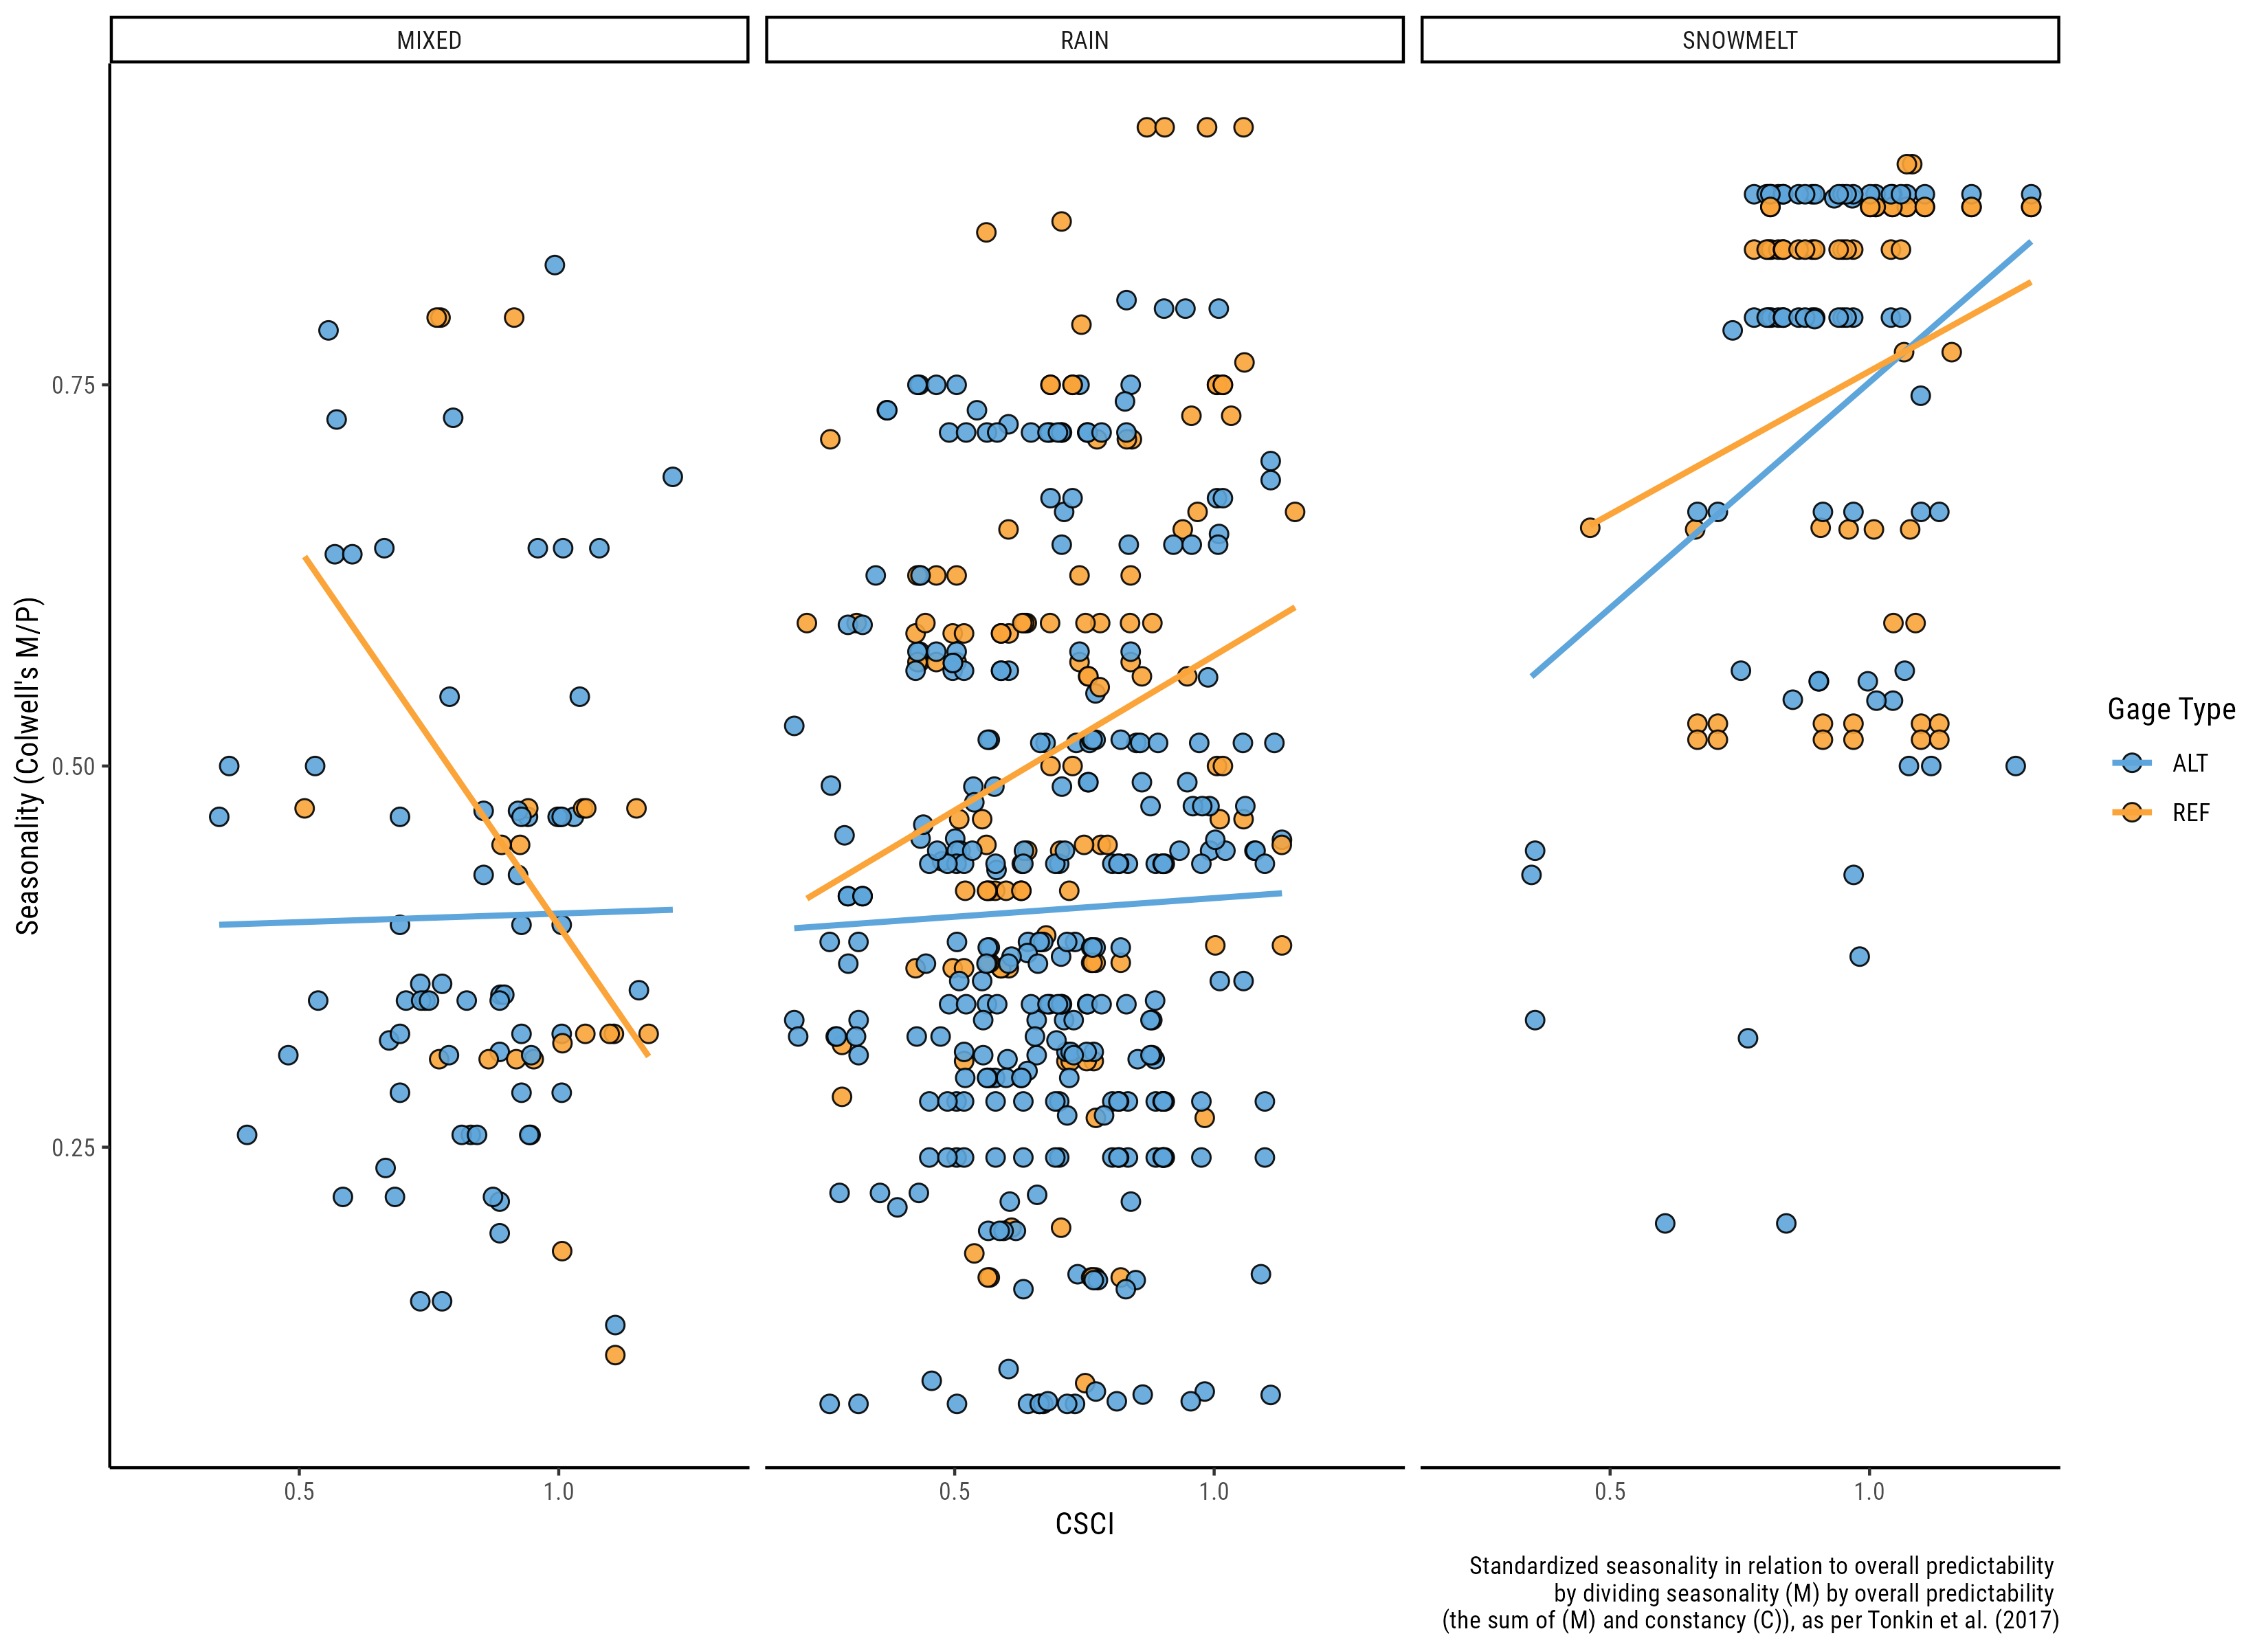 MIXED
RAIN
SNOWMELT
Seasonality (Colwell's M/P)
0.75
0.50
0.25
0.5
1.0
0.5
1.0
0.5
1.0
CSCI
Gage Type
ALT
REF
Standardized seasonality in relation to overall predictability
by dividing seasonality (M) by overall predictability
(the sum of (M) and constancy (C)), as per Tonkin et al. (2017)